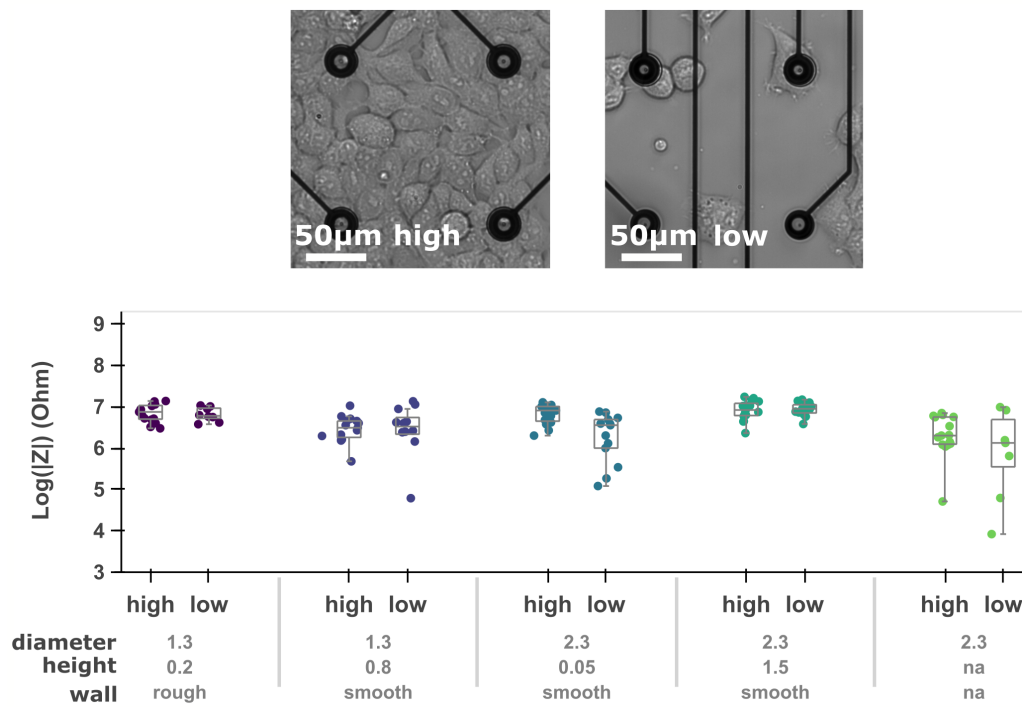 50µm high
50µm low
Log(|Z|) (Ohm)
9
8
7
6
5
4
3
high low high low high low high low high low
diameter 1.3 1.3 2.3 2.3 2.3
height 0.2 0.8 0.05 1.5 na
wall rough smooth smooth smooth na